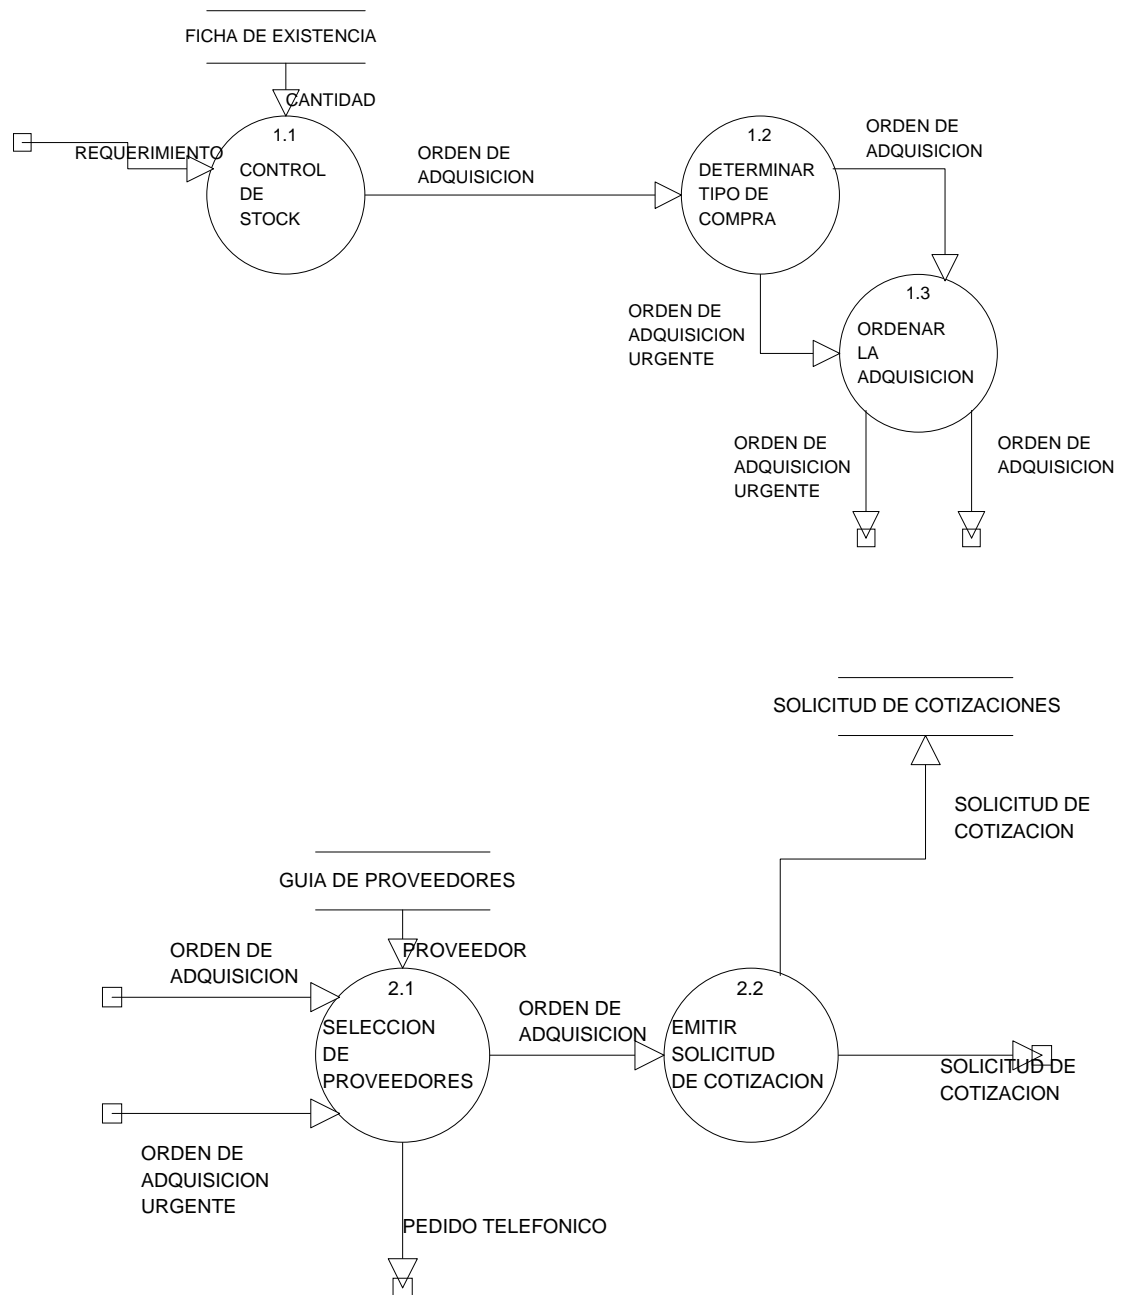 FICHA DE EXISTENCIA
CANTIDAD
REQUERIMIENTO
1.1
CONTROL
DE
STOCK
ORDEN DE
ADQUISICION
1.2
DETERMINAR
TIPO DE
COMPRA
ORDEN DE
ADQUISICION
ORDEN DE
ADQUISICION
URGENTE
1.3
ORDENAR
LA
ADQUISICION
ORDEN DE
ADQUISICION
URGENTE
ORDEN DE
ADQUISICION
SOLICITUD DE COTIZACIONES
SOLICITUD DE
COTIZACION
GUIA DE PROVEEDORES
PROVEEDOR
ORDEN DE
ADQUISICION
2.1
SELECCION
DE
PROVEEDORES
ORDEN DE
ADQUISICION
2.2
EMITIR
SOLICITUD
DE COTIZACION
SOLICITUD DE
COTIZACION
ORDEN DE
ADQUISICION
URGENTE
PEDIDO TELEFONICO